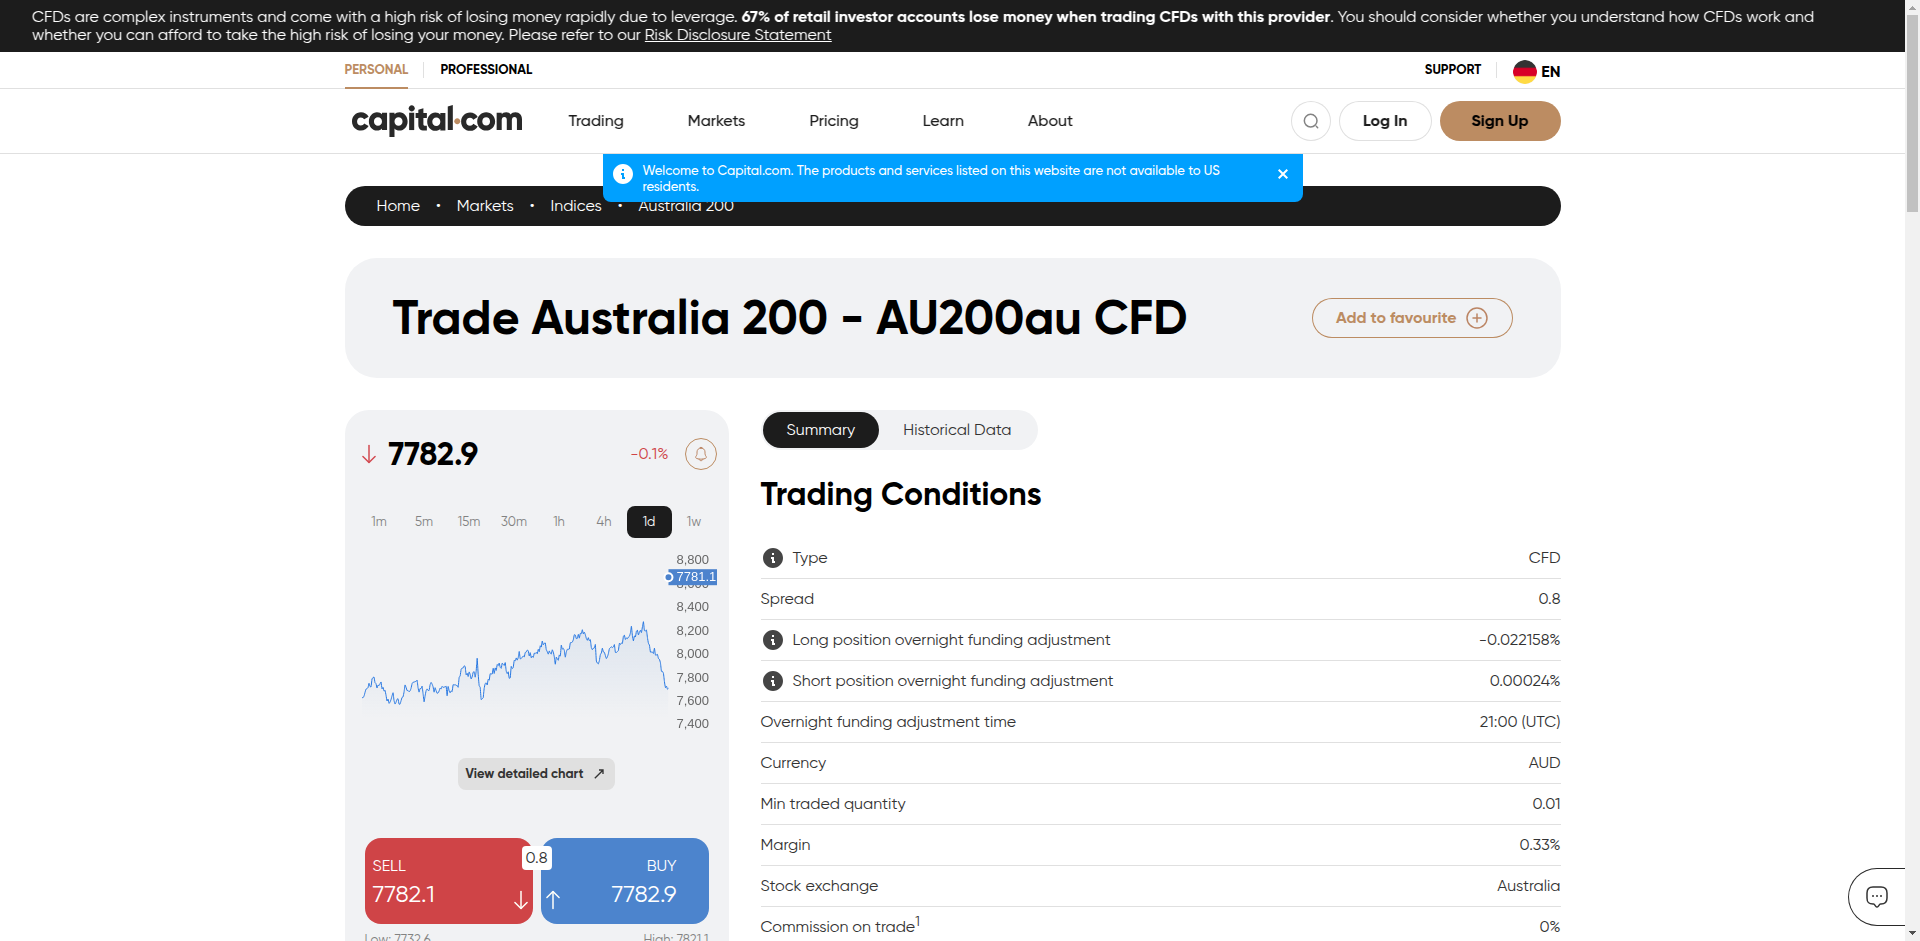 CFDs are complex instruments and come with a high risk of losing money rapidly due to leverage. 67% of retail investor accounts lose money when trading CFDs with this provider. You should consider whether you understand how CFDs work and
whether you can afford to take the high risk of losing your money. Please refer to our Risk Disclosure Statement
PERSONAL PROFESSIONAL SUPPORT EN
capital.com Trading Markets Pricing Learn About Log In Sign Up
Welcome to Capital.com. The products and services listed on this website are not available to US
residents.
Home • Markets • Indices • Australia 200
Trade Australia 200 - AU200au CFD
Add to favourite
7782.9 -0.1%
1m 5m 15m 30m 1h 4h 1d 1w
8,800
7781.1
8,400
8,200
8,000
7,800
7,600
7,400
View detailed chart
SELL 0.8 BUY
7782.1 7782.9
Low: 7732.6 High: 7821.1
Summary Historical Data
Trading Conditions
Type CFD
Spread 0.8
Long position overnight funding adjustment -0.022158%
Short position overnight funding adjustment 0.00024%
Overnight funding adjustment time 21:00 (UTC)
Currency AUD
Min traded quantity 0.01
Margin 0.33%
Stock exchange Australia
Commission on trade1 0%